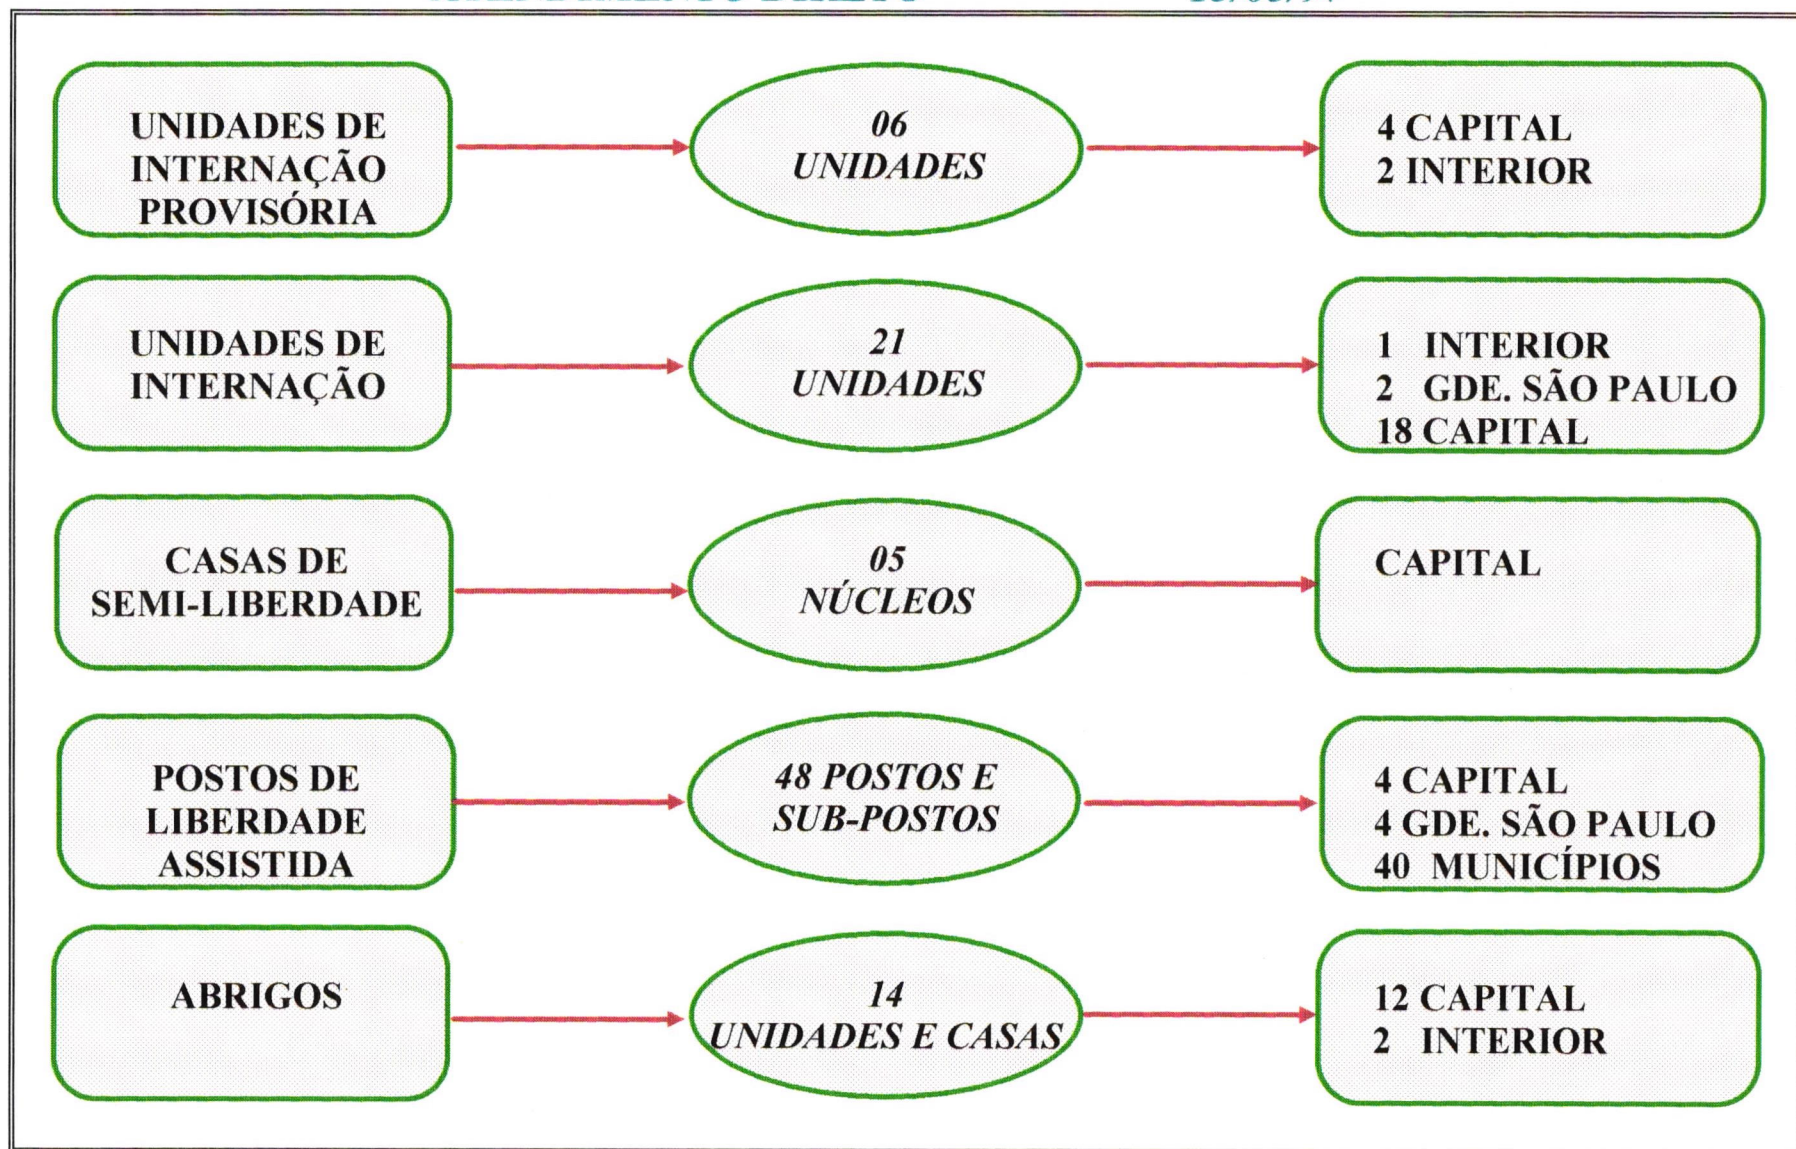 UNIDADES DE
INTERNAÇÃO
PROVISÓRIA
06
UNIDADES
4 CAPITAL
2 INTERIOR
UNIDADES DE
INTERNAÇÃO
21
UNIDADES
1 INTERIOR
2 GDE. SÃO PAULO
18 CAPITAL
CASAS DE
SEMI-LIBERDADE
05
NÚCLEOS
CAPITAL
POSTOS DE
LIBERDADE
ASSISTIDA
48 POSTOS E
SUB-POSTOS
4 CAPITAL
4 GDE. SÃO PAULO
40 MUNICÍPIOS
ABRIGOS
14
UNIDADES E CASAS
12 CAPITAL
2 INTERIOR